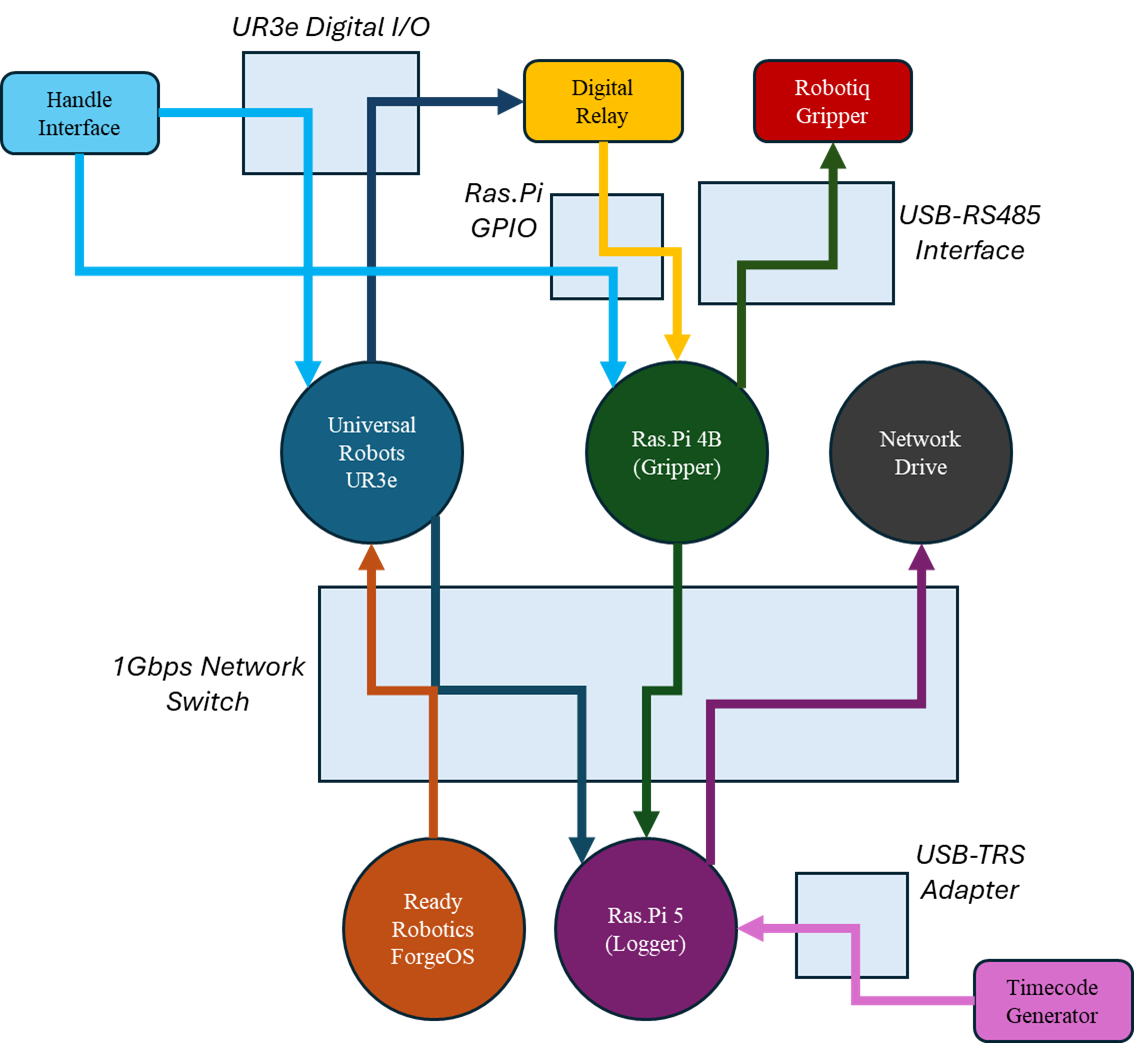 UR3e Digital I/O
Handle
Interface
Digital
Relay
Robotiq
Gripper
Ras.Pi
GPIO
USB-RS485
Interface
Universal
Robots
UR3e
Ras.Pi 4B
(Gripper)
Network
Drive
1Gbps Network
Switch
Ready
Robotics
ForgeOS
Ras.Pi 5
(Logger)
USB-TRS
Adapter
Timecode
Generator